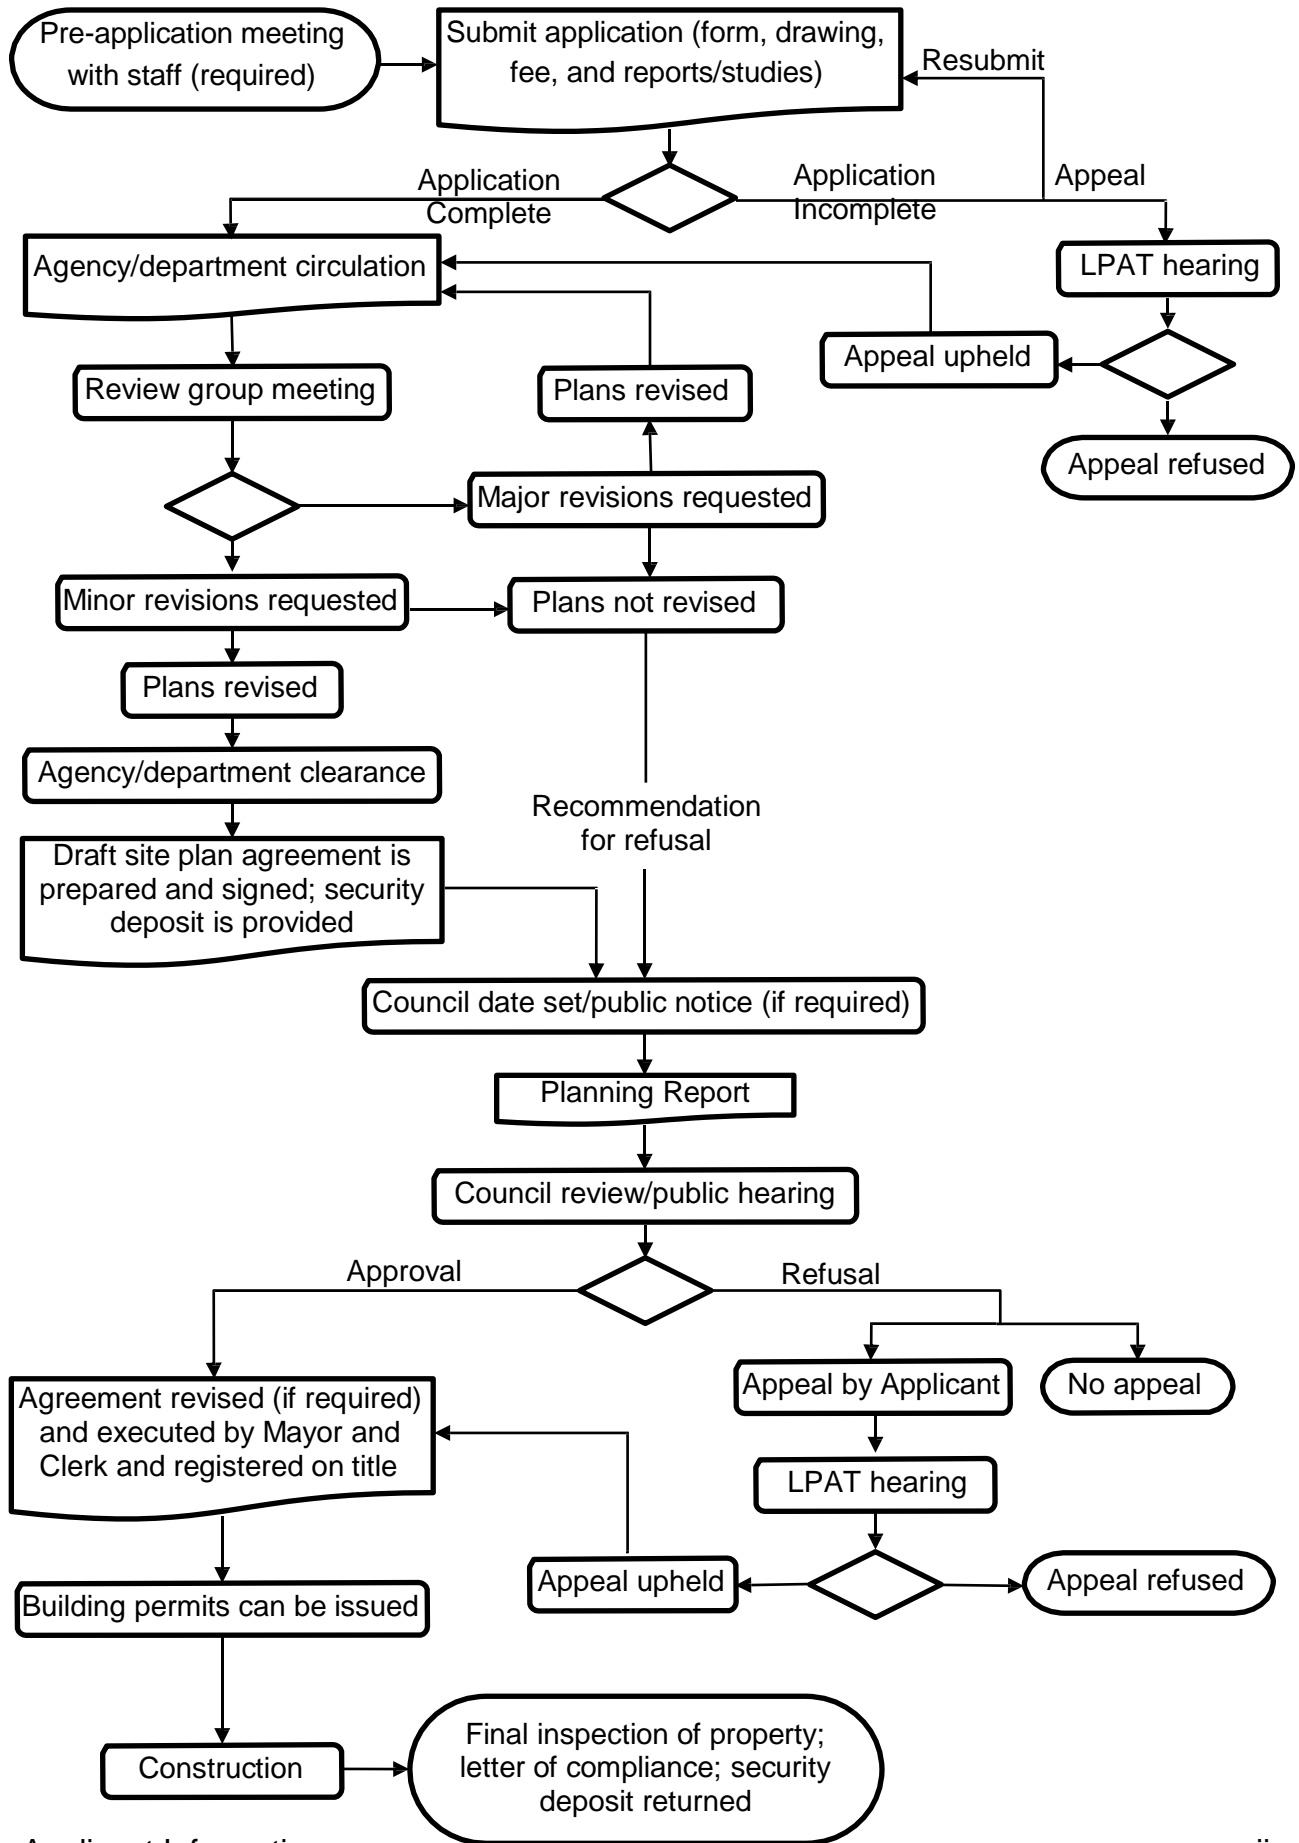 Pre-application meeting
with staff (required)
Submit application (form, drawing,
fee, and reports/studies)
Resubmit
Application
Complete
Application
Incomplete
Appeal
Agency/department circulation
LPAT hearing
Appeal upheld
Review group meeting
Plans revised
Appeal refused
Major revisions requested
Minor revisions requested
Plans not revised
Plans revised
Agency/department clearance
Recommendation
for refusal
Draft site plan agreement is
prepared and signed; security
deposit is provided
Council date set/public notice (if required)
Planning Report
Council review/public hearing
Approval
Refusal
Appeal by Applicant
No appeal
Agreement revised (if required)
and executed by Mayor and
Clerk and registered on title
LPAT hearing
Appeal upheld
Appeal refused
Building permits can be issued
Construction
Final inspection of property;
letter of compliance; security
deposit returned